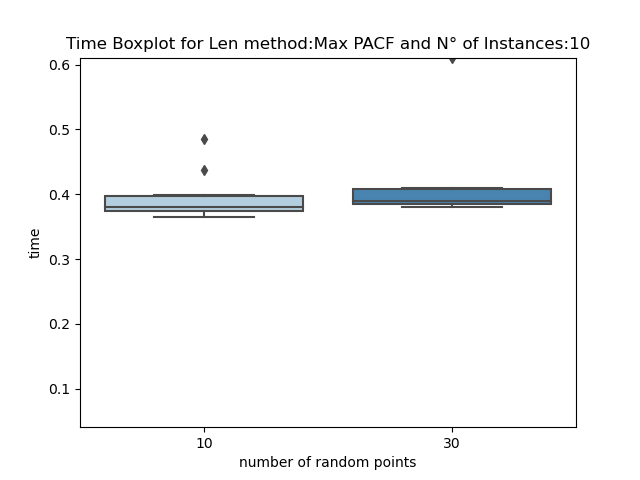 Time Boxplot for Len method:Max PACF and N° of Instances:10
0.6
0.5
0.4
0.3
0.2
0.1
time
10 30
number of random points